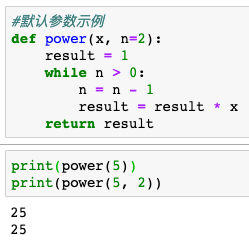 #默认参数示例
def power(x, n=2):
    result = 1
    while n > 0:
        n = n - 1
        result = result * x
    return result
print(power(5))
print(power(5, 2))
25
25